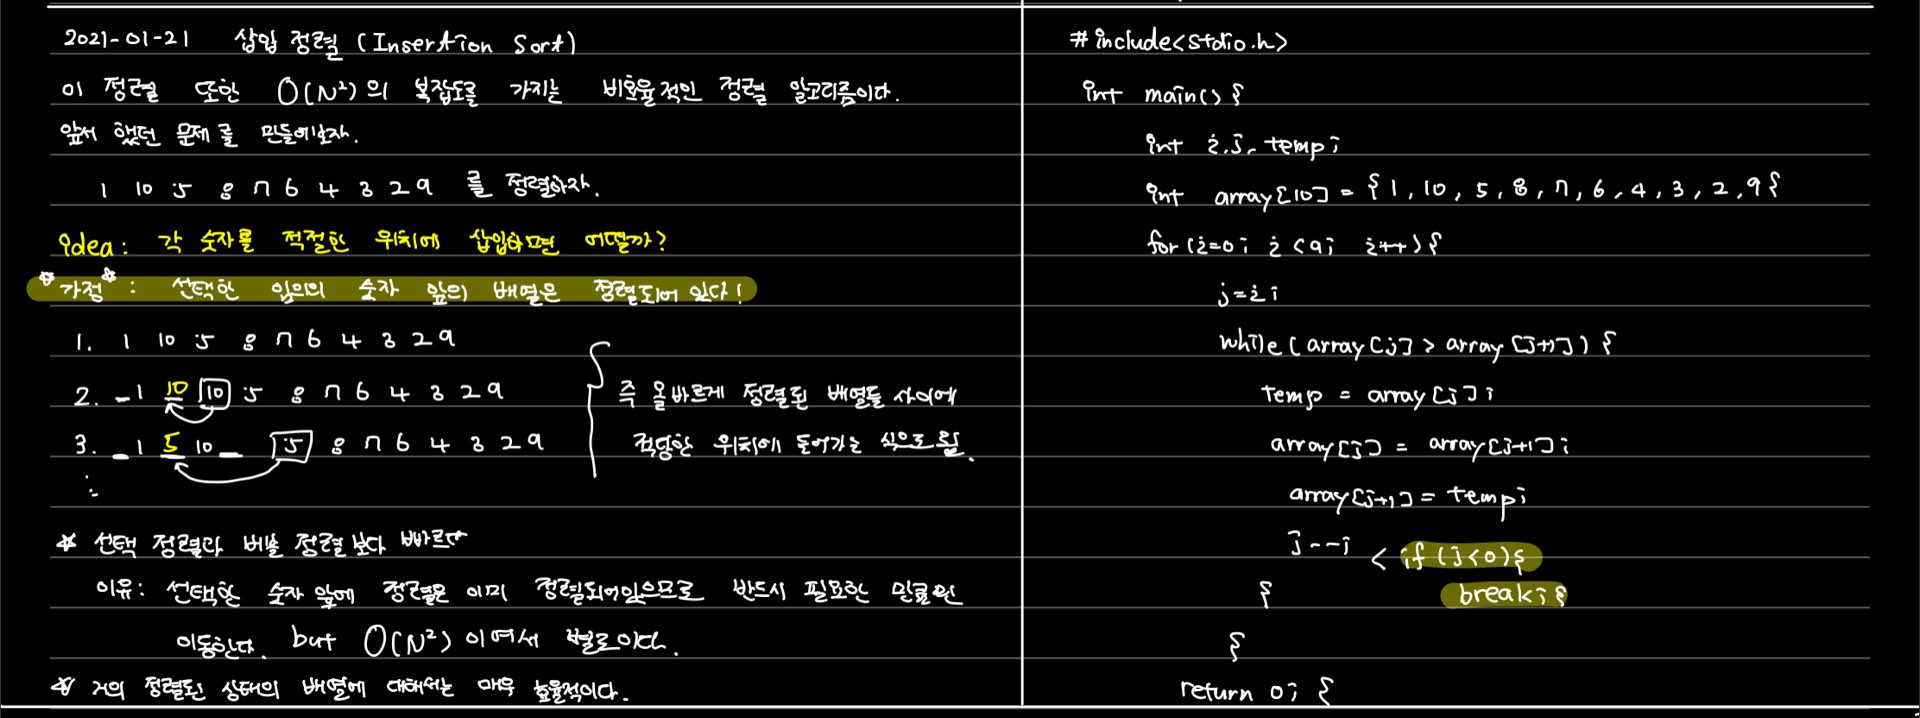 2021-01-21 삽입 정렬 (Insertion Sort)
이 정렬 또한 O(N²)의 복잡도를 가지는 비효율적인 정렬 알고리즘이다.
앞서 했던 문제를 만들어보자.
1 10 5 8 7 6 4 3 2 9 를 정렬하자.
idea: 각 숫자를 적절한 위치에 삽입하면 어떨까?
*가정*: 선택한 임의의 숫자 앞의 배열은 정렬되어 있다!
1. 1 10 5 8 7 6 4 3 2 9
2. _ 1 10 10 5 8 7 6 4 3 2 9
3. _ 1 5 10 _ 5 8 7 6 4 3 2 9
즉 올바르게 정렬된 배열들 사이에
적당한 위치에 들어가는 식으로 됨.
☆ 선택 정렬과 버블 정렬보다 빠르다
이유: 선택한 숫자 앞에 정렬은 이미 정렬되어있으므로 반드시 필요한 만큼만
이동한다. but O(N²) 이여서 별로이다.
☆ 거의 정렬된 상태의 배열에 대해서는 매우 효율적이다.
#include<stdio.h>
int main() {
int i, j, temp;
int array[10] = { 1, 10, 5, 8, 7, 6, 4, 3, 2, 9 {
for (i=0; i<9; i++) {
j=i;
while(array[j] > array[j+1]) {
temp = array[j];
array[j] = array[j+1];
array[j+1] = temp;
j--; < if (j<0) {
{ break; {
{
return 0; {